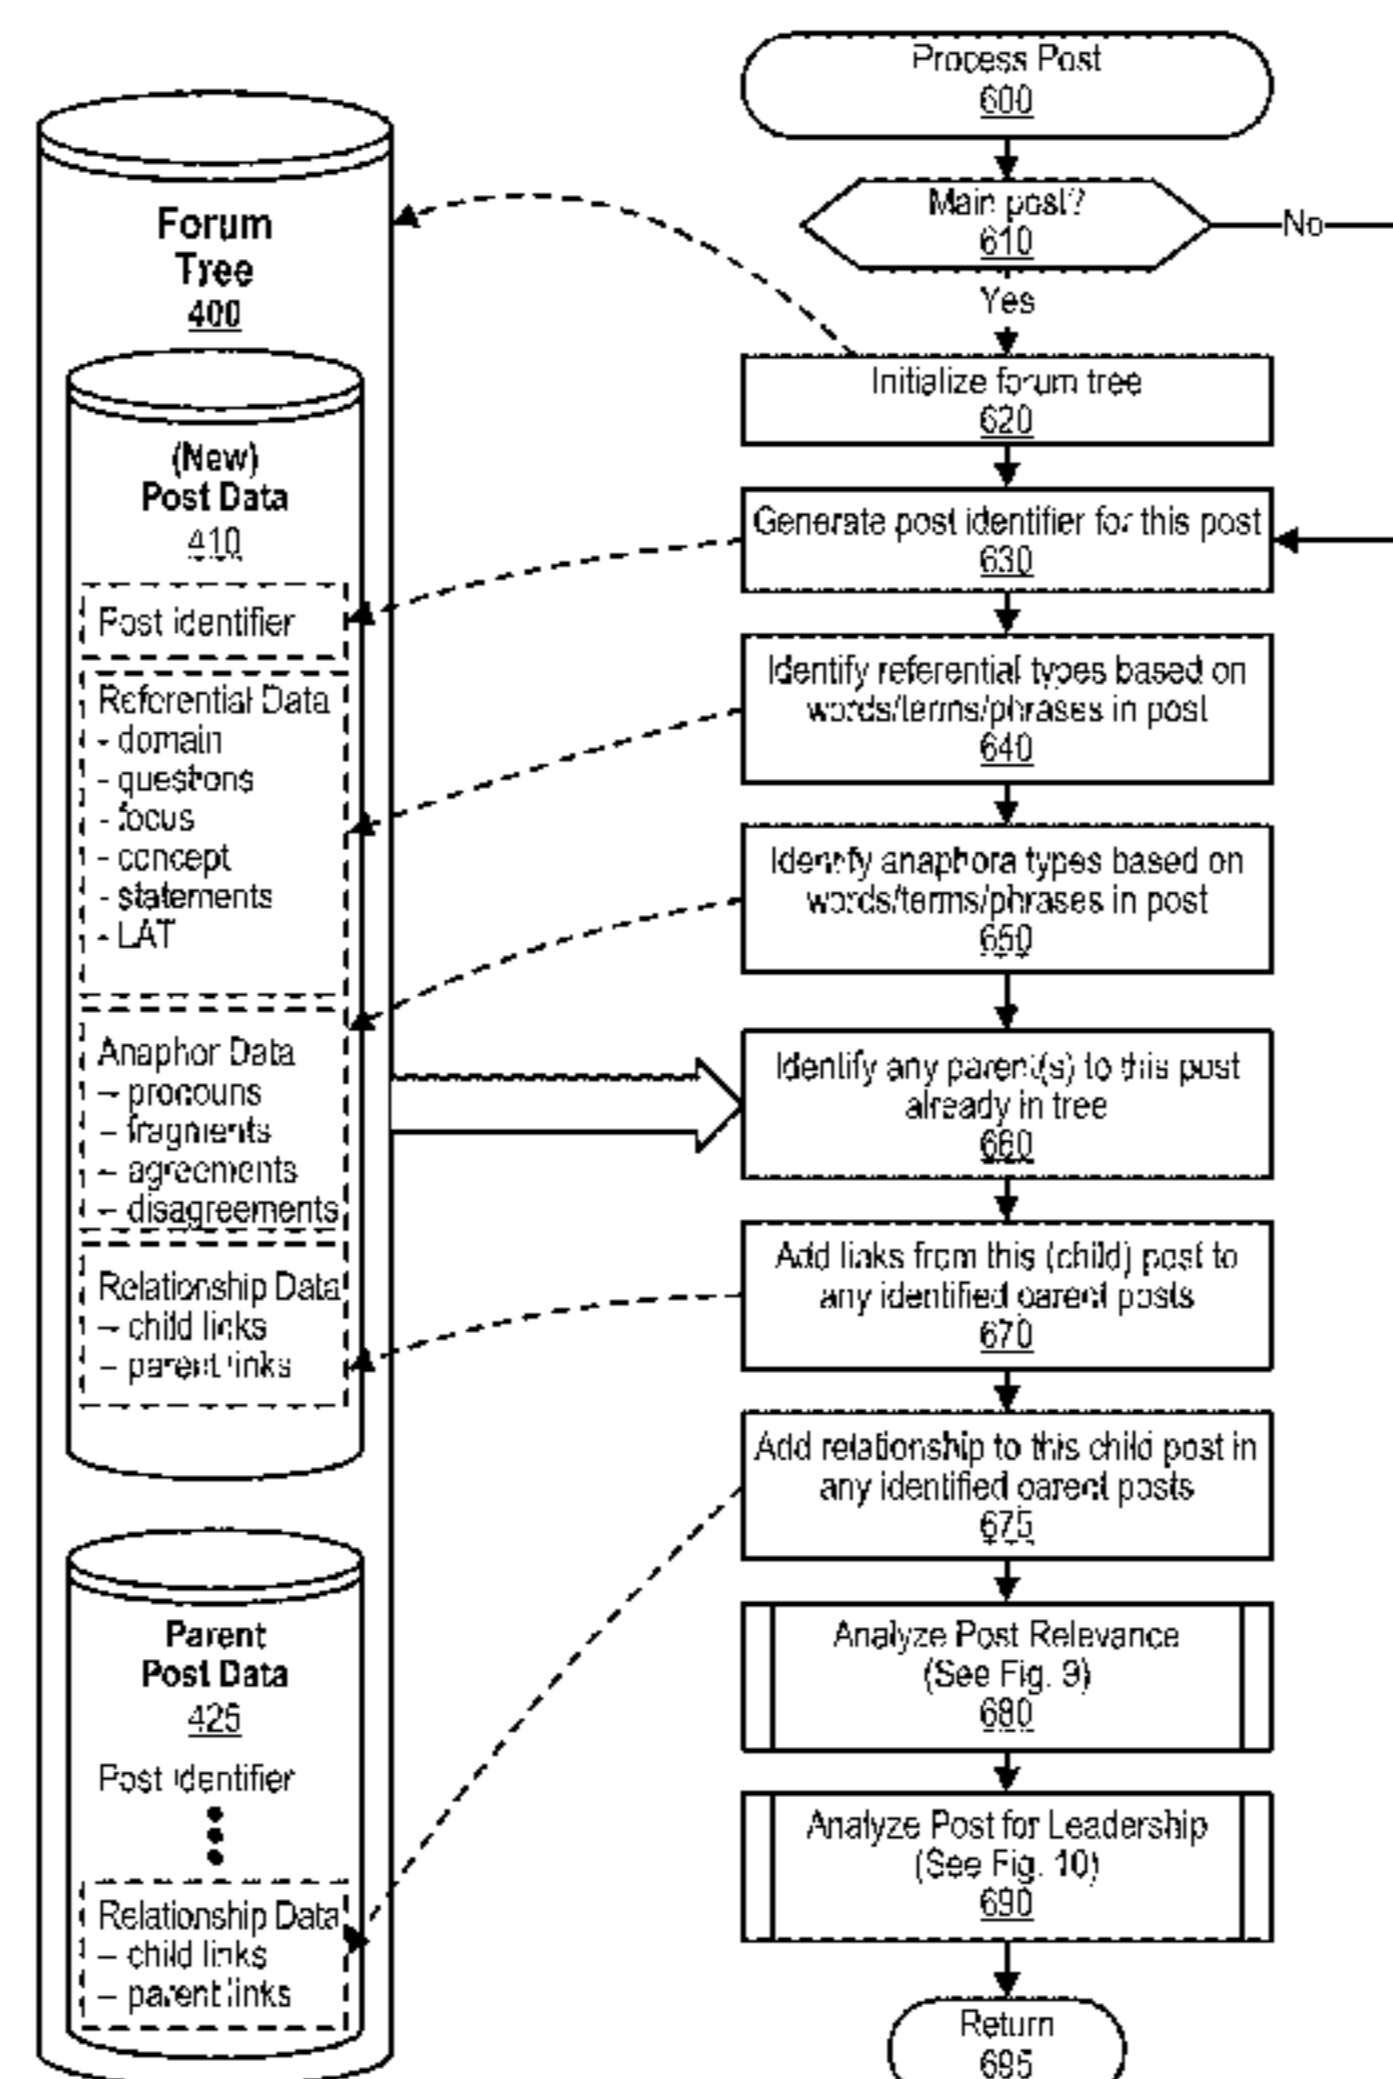 Process Post
600
Main post?
610
No
Yes
Initialize forum tree
620
Generate post identifier for this post
630
Identify referential types based on
words/terms/phrases in post
640
Identify anaphora types based on
words/terms/phrases in post
650
Identify any parent(s) to this post
already in tree
660
Add links from this (child) post to
any identified parent posts
670
Add relationship to this child post in
any identified parent posts
675
Analyze Post Relevance
(See Fig. 9)
680
Analyze Post for Leadership
(See Fig. 10)
690
Return
695
Forum
Tree
400
(New)
Post Data
410
Post identifier
Referential Data
- domain
- questions
- focus
- concept
- statements
- LAT
Anaphor Data
– pronouns
– fragments
– agreements
– disagreements
Relationship Data
– child links
– parent links
Parent
Post Data
425
Post identifier
Relationship Data
– child links
– parent links